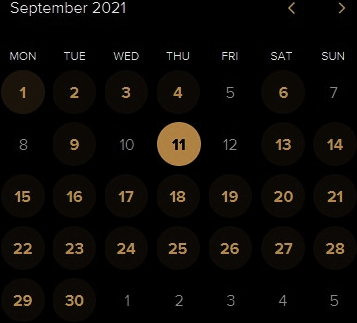 September 2021
MON TUE WED THU FRI SAT SUN
1 2 3 4 5 6 7
8 9 10 11 12 13 14
15 16 17 18 19 20 21
22 23 24 25 26 27 28
29 30 1 2 3 4 5